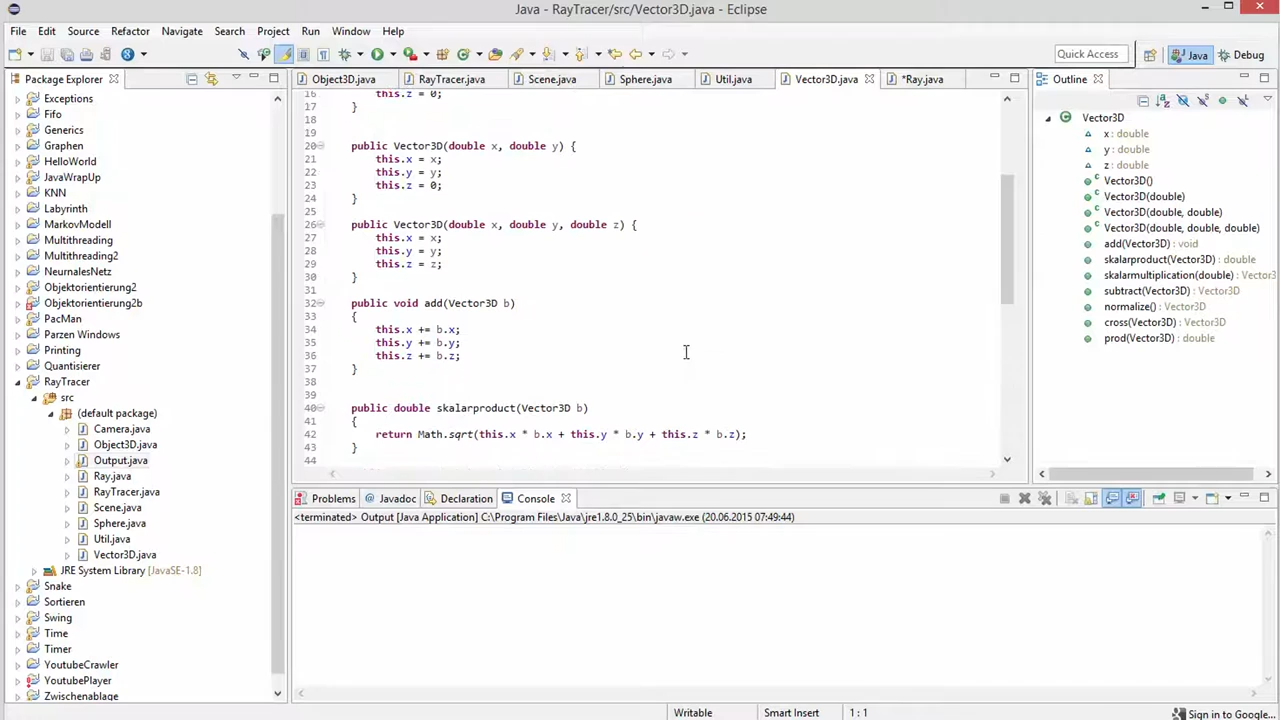 Java - RayTracer/src/Vector3D.java - Eclipse
File Edit Source Refactor Navigate Search Project Run Window Help
Quick Access
Java
Debug
Package Explorer
Exceptions
Fifo
Generics
Graphen
HelloWorld
JavaWrapUp
KNN
Labyrinth
MarkovModell
Multithreading
Multithreading2
NeurnalesNetz
Objektorientierung2
Objektorientierung2b
PacMan
Parzen Windows
Printing
Quantisierer
RayTracer
src
(default package)
Camera.java
Object3D.java
Output.java
Ray.java
RayTracer.java
Scene.java
Sphere.java
Util.java
Vector3D.java
JRE System Library [JavaSE-1.8]
Snake
Sortieren
Swing
Time
Timer
YoutubeCrawler
YoutubePlayer
Zwischenablage
Object3D.java RayTracer.java Scene.java Sphere.java Util.java Vector3D.java *Ray.java
16 this.z = 0;
17 }
18
19
20 public Vector3D(double x, double y) {
21 this.x = x;
22 this.y = y;
23 this.z = 0;
24 }
25
26 public Vector3D(double x, double y, double z) {
27 this.x = x;
28 this.y = y;
29 this.z = z;
30 }
31
32 public void add(Vector3D b)
33 {
34 this.x += b.x;
35 this.y += b.y;
36 this.z += b.z;
37 }
38
39
40 public double skalarproduct(Vector3D b)
41 {
42 return Math.sqrt(this.x * b.x + this.y * b.y + this.z * b.z);
43 }
44
Outline
Vector3D
x : double
y : double
z : double
Vector3D()
Vector3D(double)
Vector3D(double, double)
Vector3D(double, double, double)
add(Vector3D) : void
skalarproduct(Vector3D) : double
skalarmultiplication(double) : Vector3
subtract(Vector3D) : Vector3D
normalize() : Vector3D
cross(Vector3D) : Vector3D
prod(Vector3D) : double
Problems Javadoc Declaration Console
<terminated> Output [Java Application] C:\Program Files\Java\jre1.8.0_25\bin\javaw.exe (20.06.2015 07:49:44)
Writable Smart Insert 1 : 1
Sign in to Google...